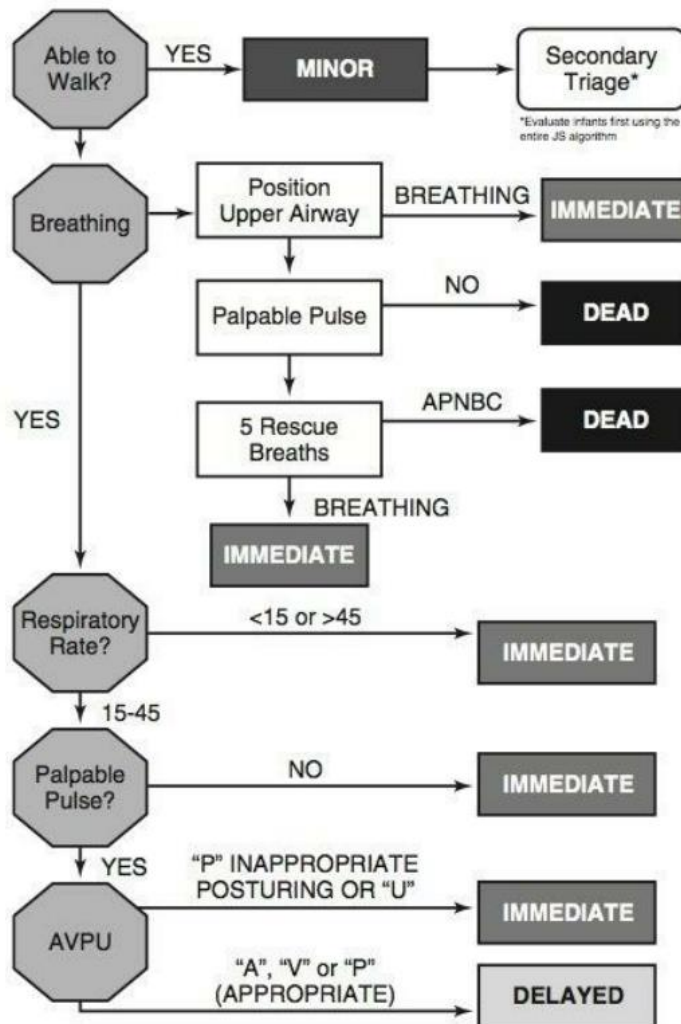 Able to
Walk?
YES
MINOR
Secondary
Triage*
*Evaluate infants first using the
entire JS algorithm
Breathing
Position
Upper Airway
BREATHING
IMMEDIATE
Palpable Pulse
NO
DEAD
YES
5 Rescue
Breaths
APNBC
DEAD
BREATHING
IMMEDIATE
Respiratory
Rate?
<15 or >45
IMMEDIATE
15-45
Palpable
Pulse?
NO
IMMEDIATE
YES
“P” INAPPROPRIATE
POSTURING OR “U”
IMMEDIATE
AVPU
“A”, “V” or “P”
(APPROPRIATE)
DELAYED